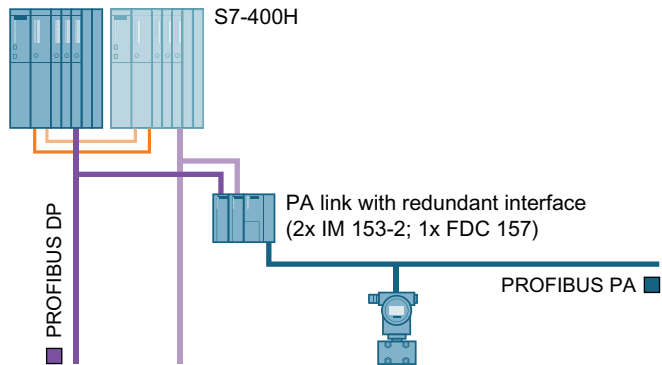 S7-400H
PA link with redundant interface
(2x IM 153-2; 1x FDC 157)
PROFIBUS DP
PROFIBUS PA